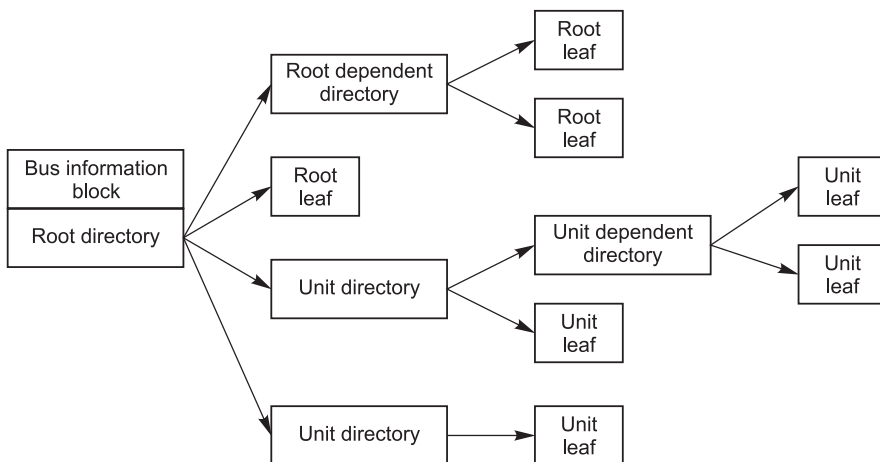 Root
leaf
Root dependent
directory
Root
leaf
Bus information
block
Root directory
Root
leaf
Unit
leaf
Unit dependent
directory
Unit
leaf
Unit directory
Unit
leaf
Unit directory
Unit
leaf